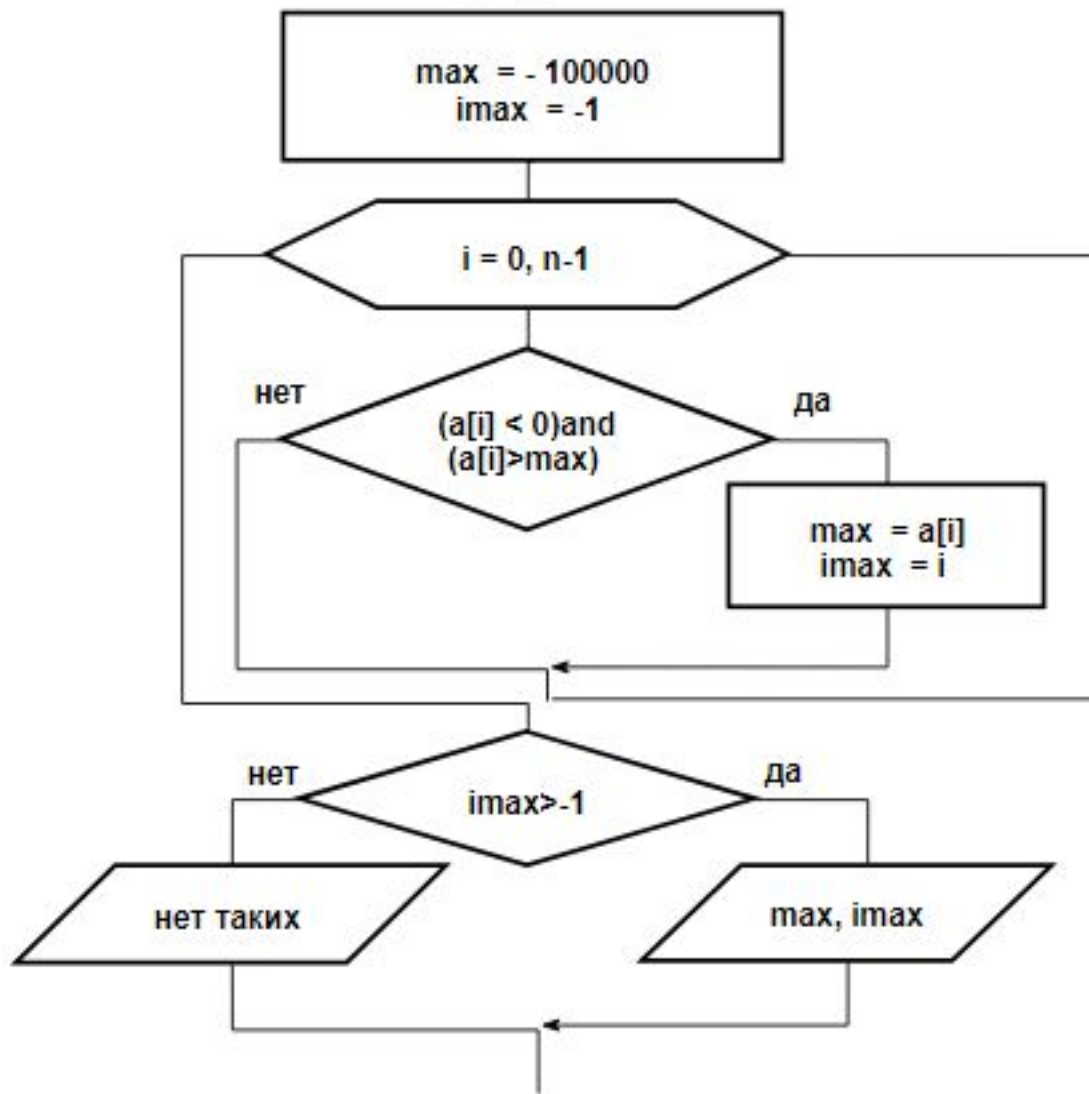 max = - 100000
imax = -1
i = 0, n-1
нет
да
(a[i] < 0)and
(a[i]>max)
max = a[i]
imax = i
нет
да
imax>-1
нет таких
max, imax